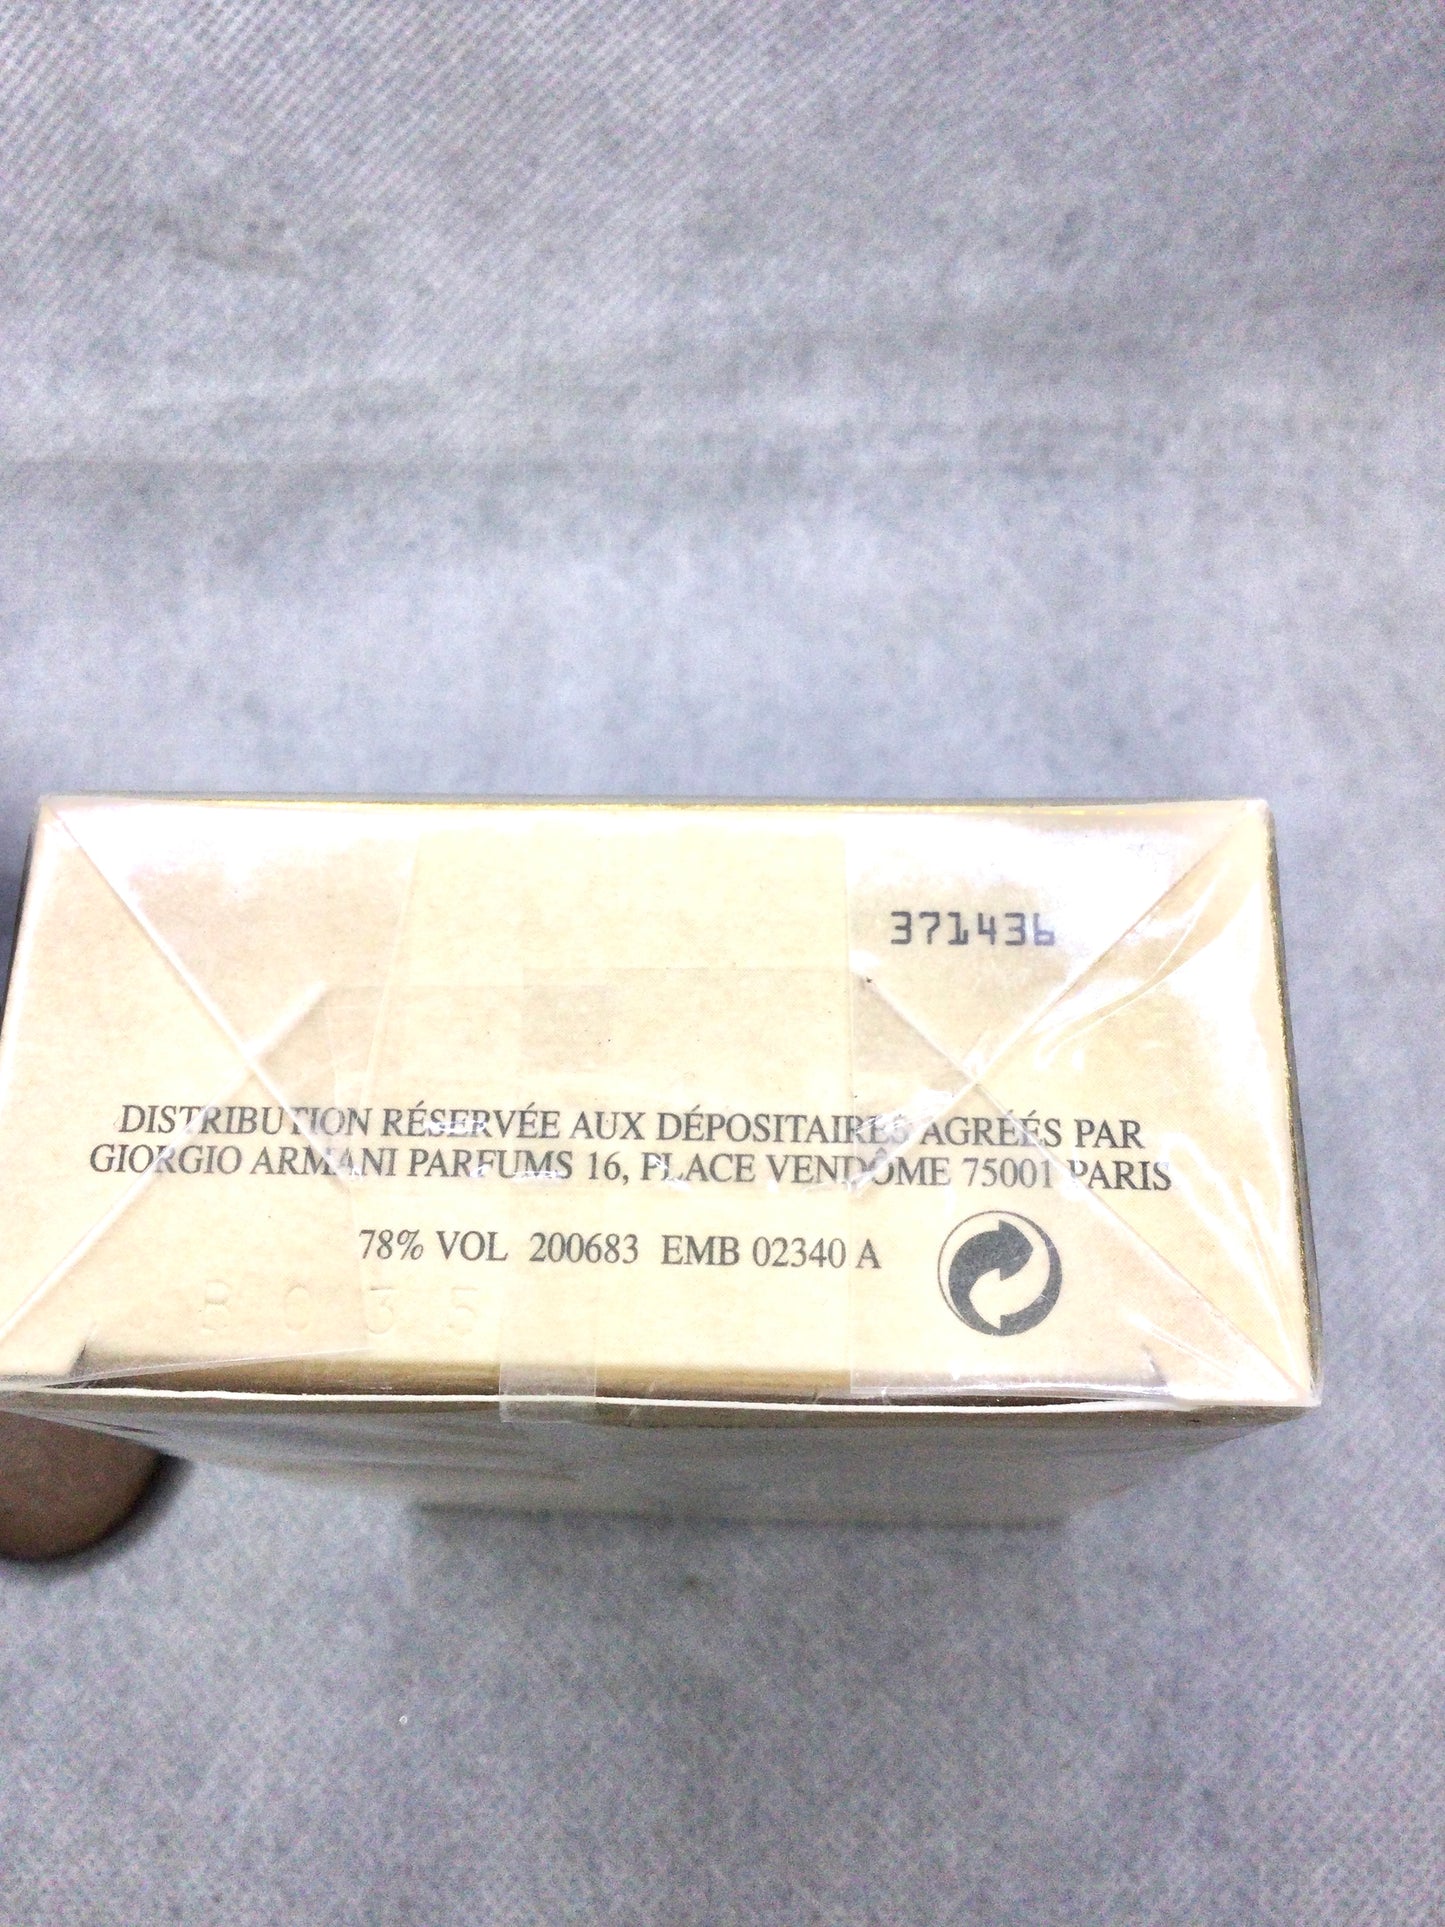 371436
DISTRIBUTION RÉSERVÉE AUX DÉPOSITAIRES AGRÉÉS PAR
GIORGIO ARMANI PARFUMS 16, PLACE VENDÔME 75001 PARIS
78% VOL 200683 EMB 02340 A
8035